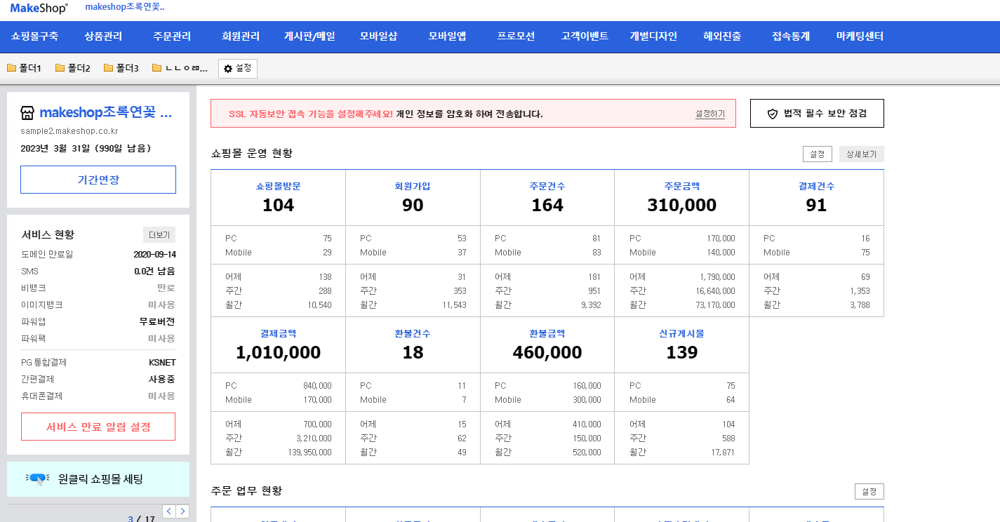 MakeShop® makeshop초록연꽃..
쇼핑몰구축 상품관리 주문관리 회원관리 게시판/메일 모바일샵 모바일앱 프로모션 고객이벤트 개별디자인 해외진출 접속통계 마케팅센터
폴더1 폴더2 폴더3 ㄴㄴㅇㄹㅐ... 설정
makeshop초록연꽃 ...
sample2.makeshop.co.kr
2023년 3월 31일 (990일 남음)
기간연장
서비스 현황 더보기
도메인 만료일 2020-09-14
SMS 0.0건 남음
비뱅크 만료
이미지뱅크 미사용
파워앱 무료버전
파워팩 미사용
PG 통합결제 KSNET
간편결제 사용중
휴대폰결제 미사용
서비스 만료 알림 설정
원클릭 쇼핑몰 세팅
3 / 17 < >
SSL 자동보안 접속 기능을 설정해주세요! 개인 정보를 암호화 하여 전송합니다. 설정하기
법적 필수 보안 점검
쇼핑몰 운영 현황 설정 상세보기
쇼핑몰방문 회원가입 주문건수 주문금액 결제건수
104 90 164 310,000 91
PC 75 PC 53 PC 81 PC 170,000 PC 16
Mobile 29 Mobile 37 Mobile 83 Mobile 140,000 Mobile 75
어제 138 어제 31 어제 181 어제 1,790,000 어제 69
주간 288 주간 353 주간 951 주간 16,640,000 주간 1,353
월간 10,540 월간 11,543 월간 9,392 월간 73,170,000 월간 3,788
결제금액 환불건수 환불금액 신규게시물
1,010,000 18 460,000 139
PC 840,000 PC 11 PC 160,000 PC 75
Mobile 170,000 Mobile 7 Mobile 300,000 Mobile 64
어제 700,000 어제 15 어제 410,000 어제 104
주간 3,210,000 주간 62 주간 150,000 주간 588
월간 139,950,000 월간 49 월간 520,000 월간 17,871
주문 업무 현황 설정